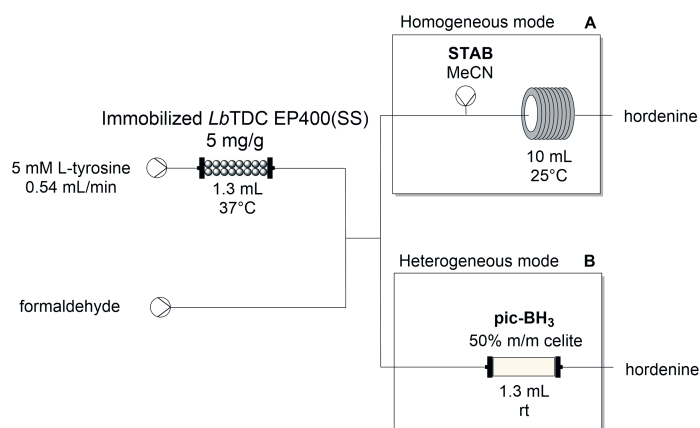 Homogeneous mode A
STAB
MeCN
hordenine
10 mL
25°C
Immobilized LbTDC EP400(SS)
5 mg/g
5 mM L-tyrosine
0.54 mL/min
1.3 mL
37°C
formaldehyde
Heterogeneous mode B
pic-BH₃
50% m/m celite
hordenine
1.3 mL
rt